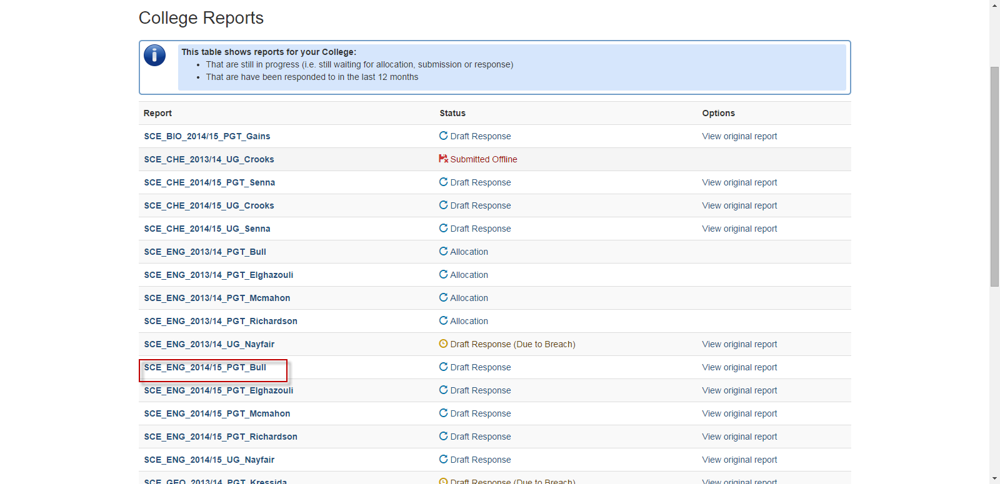 College Reports
This table shows reports for your College:
That are still in progress (i.e. still waiting for allocation, submission or response)
That are have been responded to in the last 12 months
Report Status Options
SCE_BIO_2014/15_PGT_Gains Draft Response View original report
SCE_CHE_2013/14_UG_Crooks Submitted Offline
SCE_CHE_2014/15_PGT_Senna Draft Response View original report
SCE_CHE_2014/15_UG_Crooks Draft Response View original report
SCE_CHE_2014/15_UG_Senna Draft Response View original report
SCE_ENG_2013/14_PGT_Bull Allocation
SCE_ENG_2013/14_PGT_Elghazouli Allocation
SCE_ENG_2013/14_PGT_Mcmahon Allocation
SCE_ENG_2013/14_PGT_Richardson Allocation
SCE_ENG_2013/14_UG_Nayfair Draft Response (Due to Breach) View original report
SCE_ENG_2014/15_PGT_Bull Draft Response View original report
SCE_ENG_2014/15_PGT_Elghazouli Draft Response View original report
SCE_ENG_2014/15_PGT_Mcmahon Draft Response View original report
SCE_ENG_2014/15_PGT_Richardson Draft Response View original report
SCE_ENG_2014/15_UG_Nayfair Draft Response View original report
SCE_GEO_2013/14_PGT_Kressida Draft Response (Due to Breach) View original report